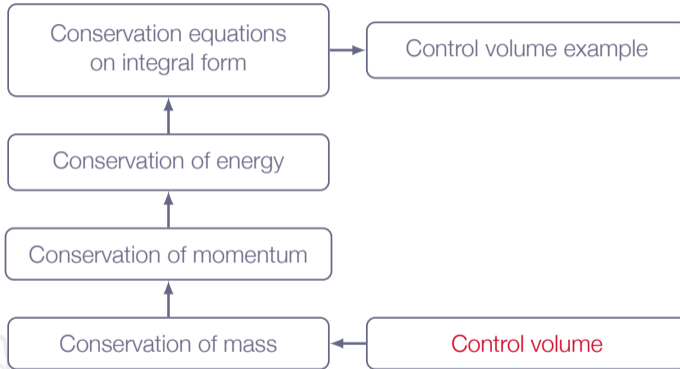 Conservation equations
on integral form
Control volume example
Conservation of energy
Conservation of momentum
Conservation of mass
Control volume